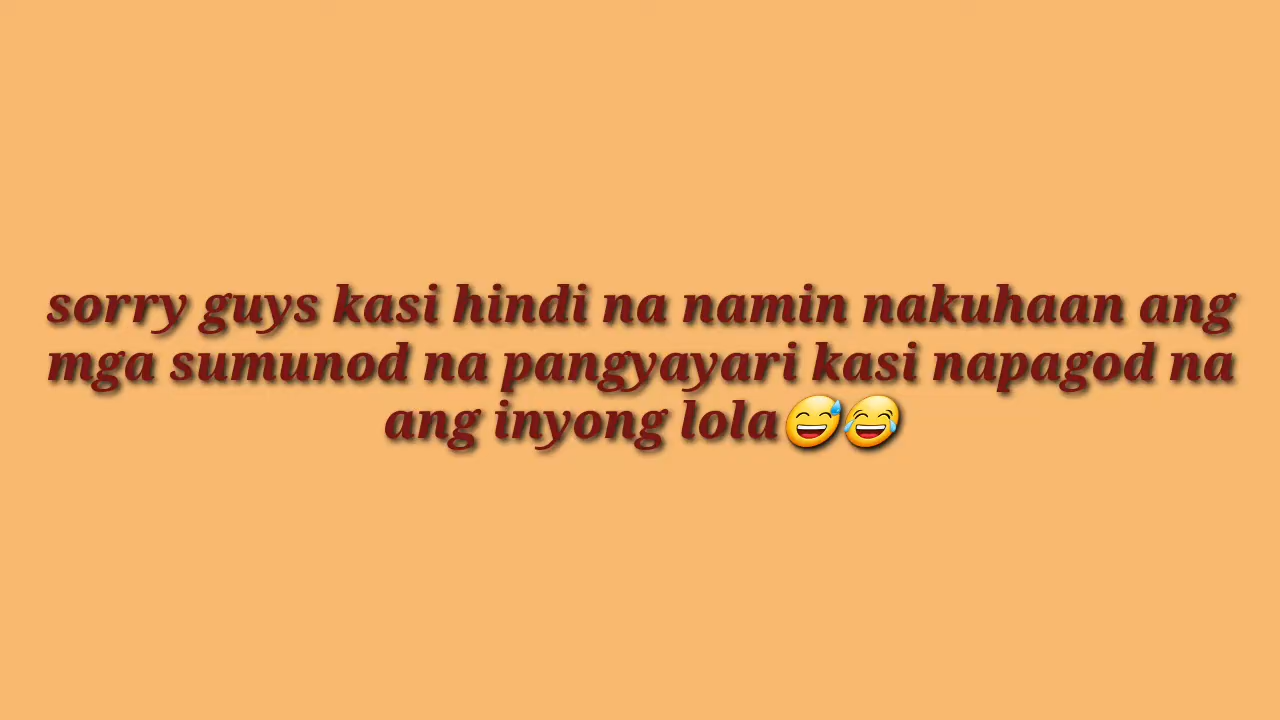 sorry guys kasi hindi na namin nakuhaan ang
mga sumunod na pangyayari kasi napagod na
ang inyong lola😅😂